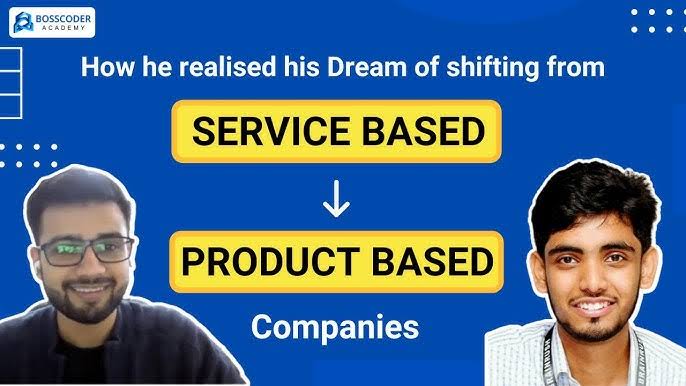 BOSSCODER
ACADEMY
How he realised his Dream of shifting from
SERVICE BASED
PRODUCT BASED
Companies